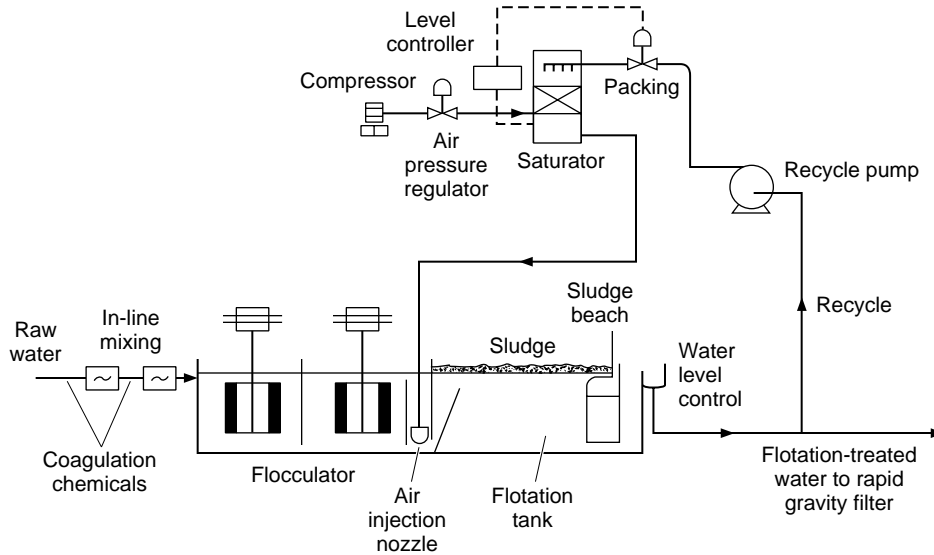 Level
controller
Compressor
Packing
Air
pressure
regulator
Saturator
Recycle pump
Sludge
beach
Recycle
In-line
mixing
Raw
water
Sludge
Water
level
control
Coagulation
chemicals
Flocculator
Air
injection
nozzle
Flotation
tank
Flotation-treated
water to rapid
gravity filter